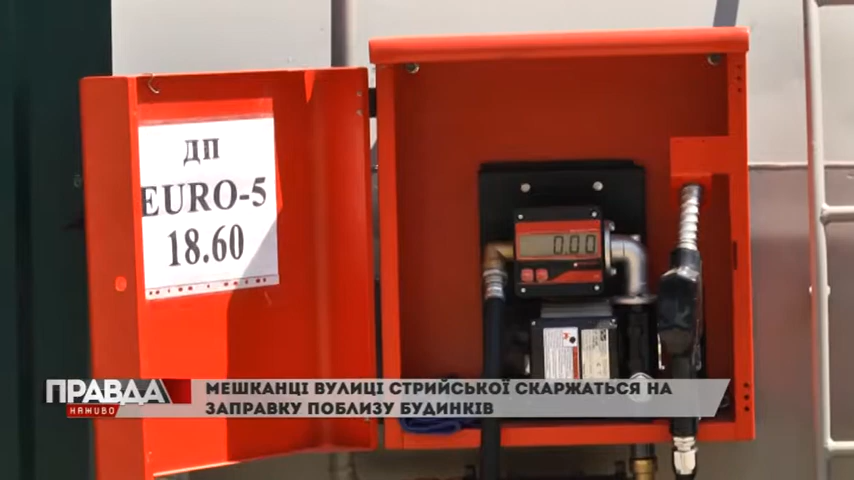 ДП
EURO-5
18.60
0.00
ПРАВДА
НАЖИВО
МЕШКАНЦІ ВУЛИЦІ СТРИЙСЬКОЇ СКАРЖАТЬСЯ НА
ЗАПРАВКУ ПОБЛИЗУ БУДИНКІВ